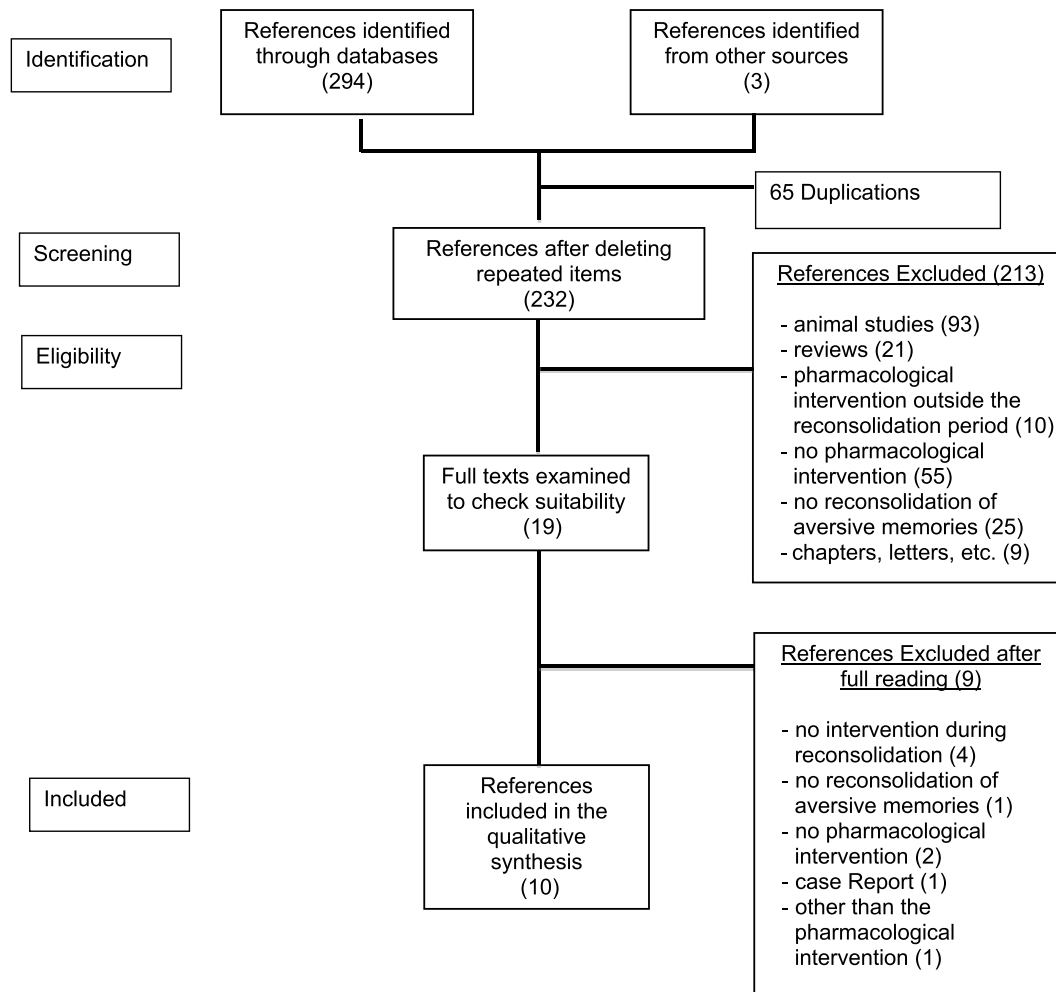 Identification
References identified
through databases
(294)
References identified
from other sources
(3)
65 Duplications
Screening
References after deleting
repeated items
(232)
References Excluded (213)
- animal studies (93)
- reviews (21)
- pharmacological
intervention outside the
reconsolidation period (10)
- no pharmacological
intervention (55)
- no reconsolidation of
aversive memories (25)
- chapters, letters, etc. (9)
Eligibility
Full texts examined
to check suitability
(19)
References Excluded after
full reading (9)
- no intervention during
reconsolidation (4)
- no reconsolidation of
aversive memories (1)
- no pharmacological
intervention (2)
- case Report (1)
- other than the
pharmacological
intervention (1)
Included
References
included in the
qualitative
synthesis
(10)